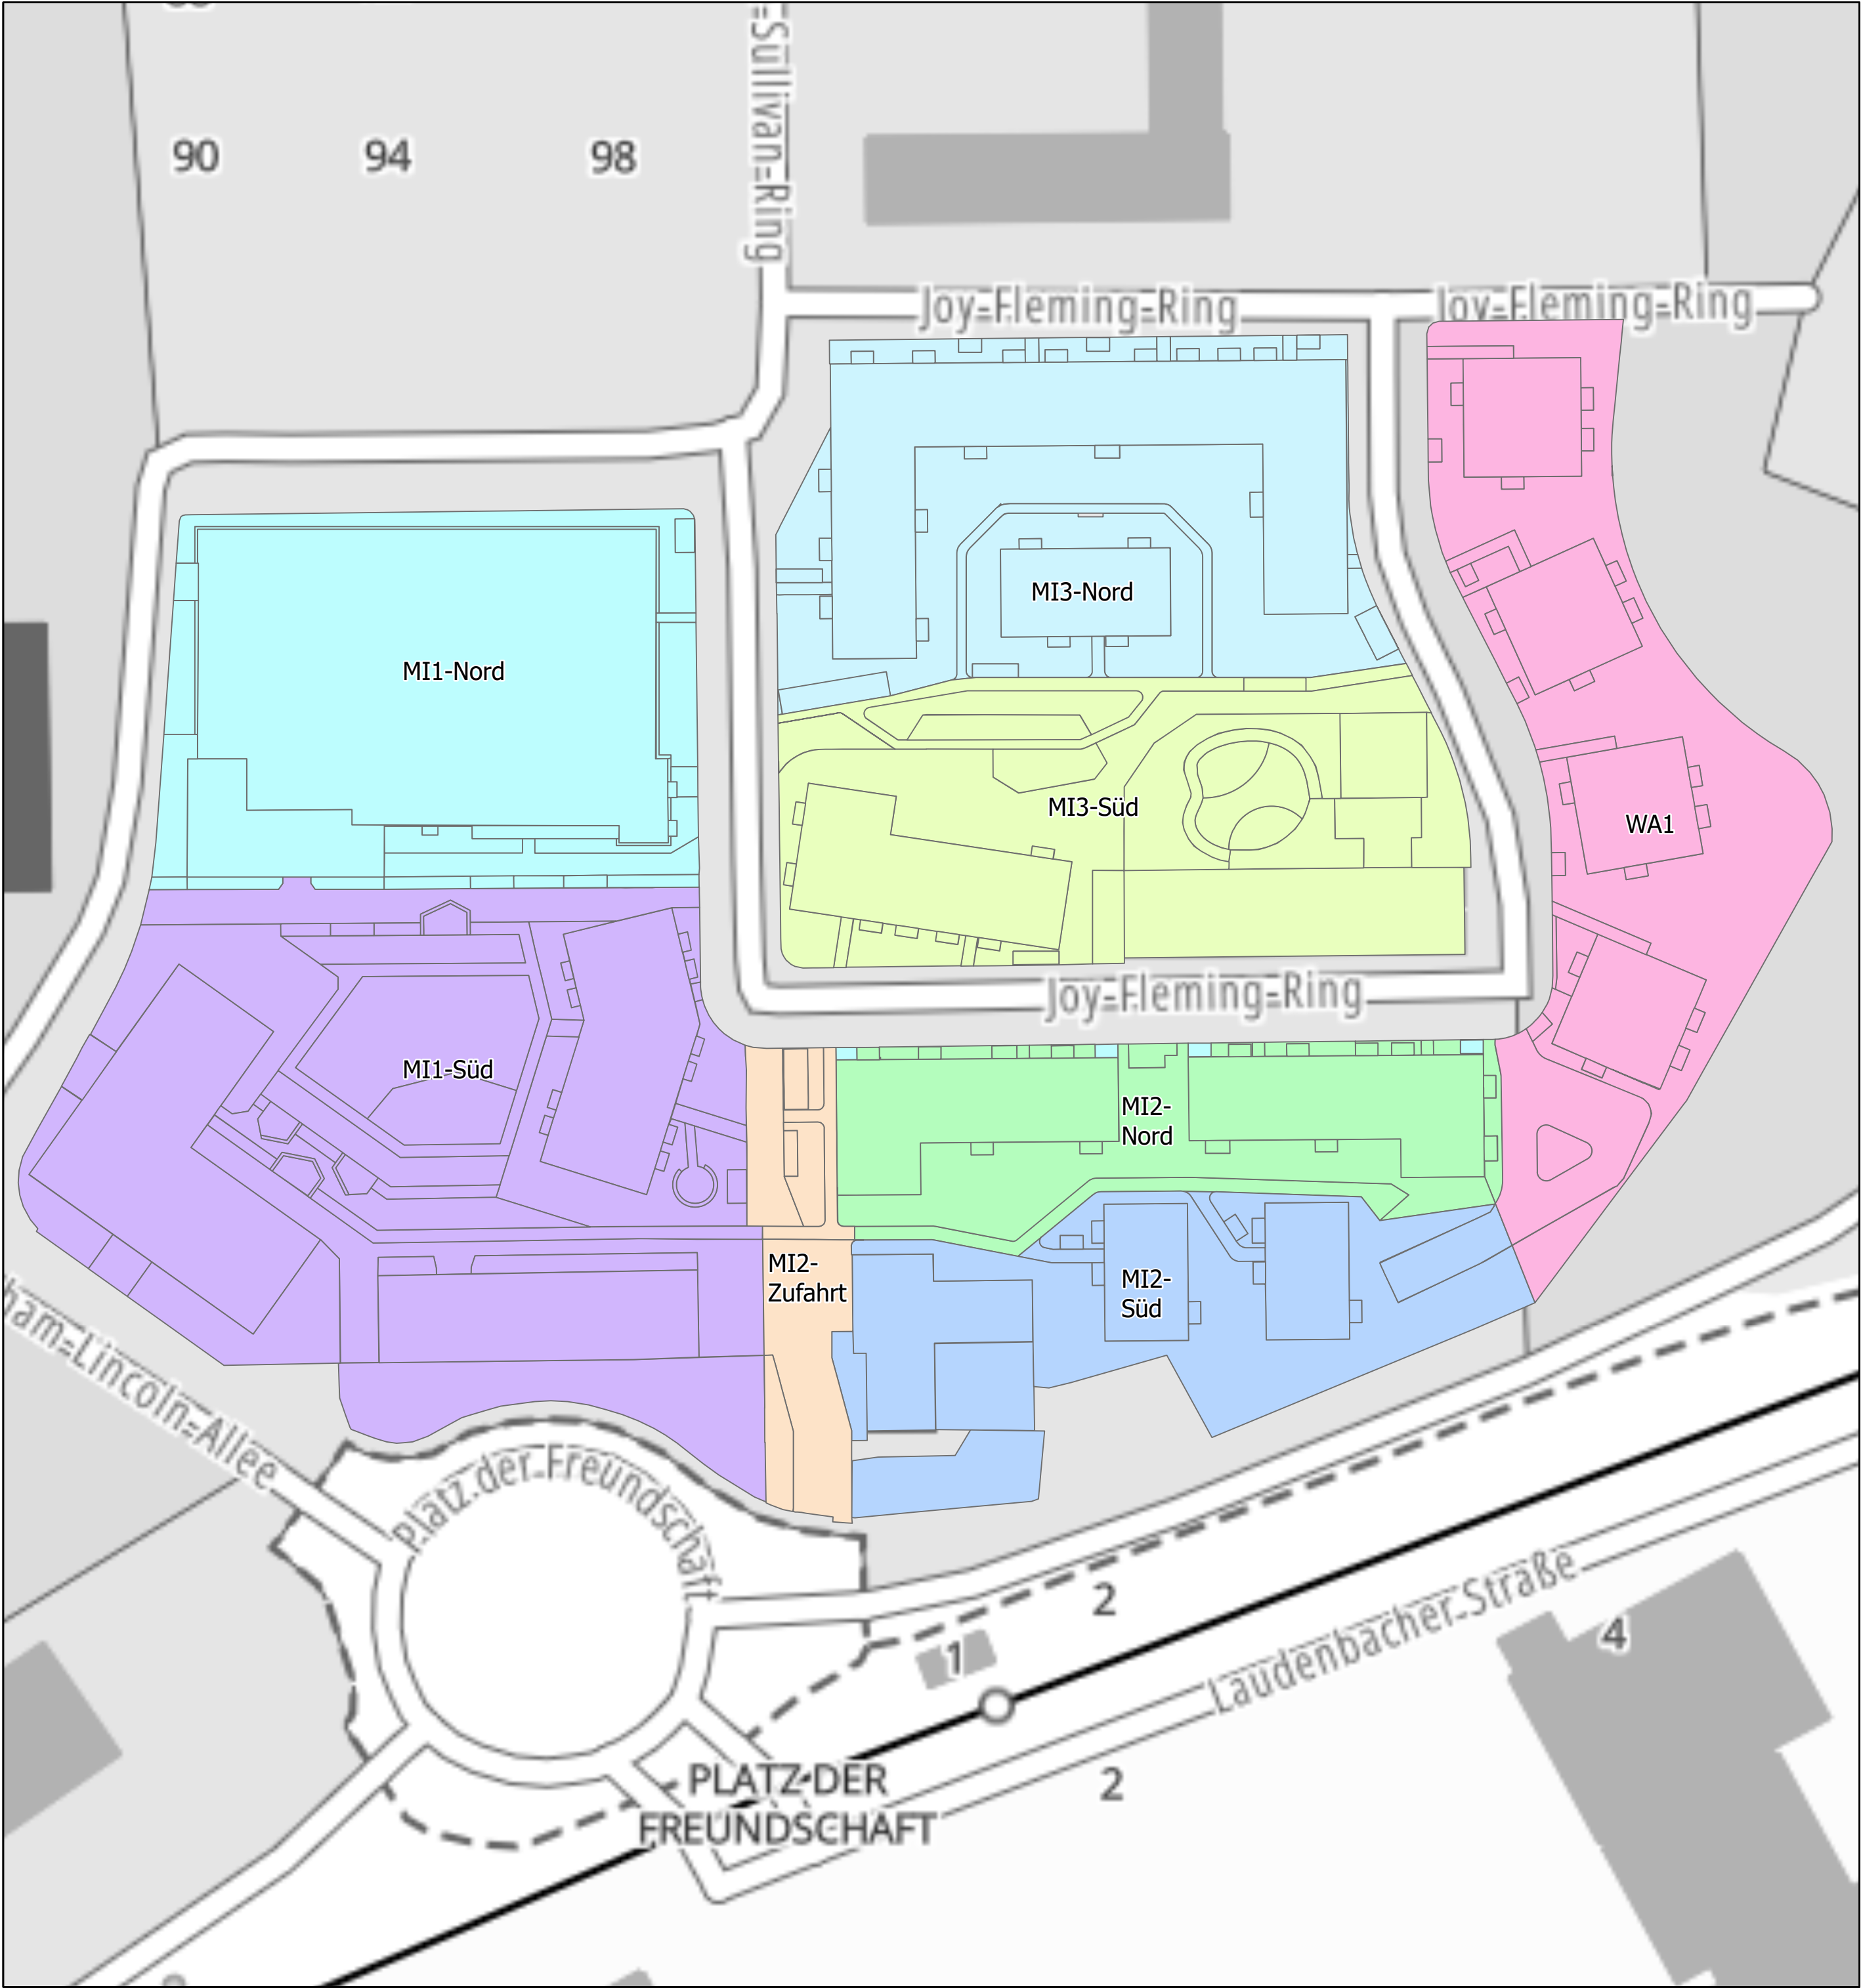 -Sullivan-Ring
90
94
98
Joy-Fleming-Ring
Joy-Fleming-Ring
MI3-Nord
MI1-Nord
MI3-Süd
WA1
Joy-Fleming-Ring
MI1-Süd
MI2-
Nord
MI2-
Zufahrt
MI2-
Süd
ham-Lincoln-Allee
Platz der Freundschaft
2
Laudenbacher Straße
4
1
PLATZ DER
FREUNDSCHAFT
2